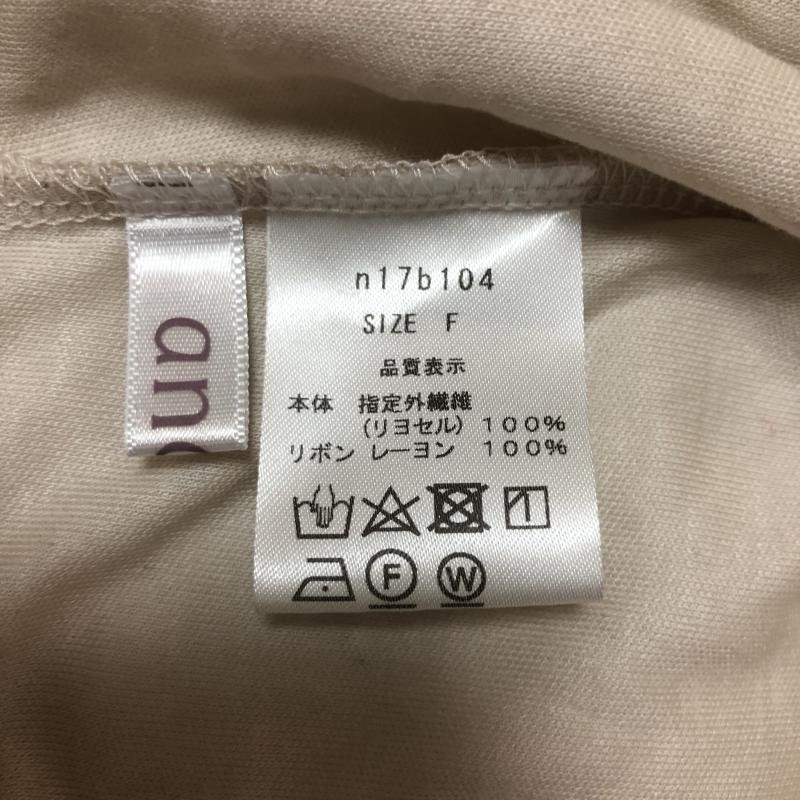 n17b104
SIZE F
品質表示
本体 指定外繊維
(リヨセル) 100%
リボン レーヨン 100%
F
W
an